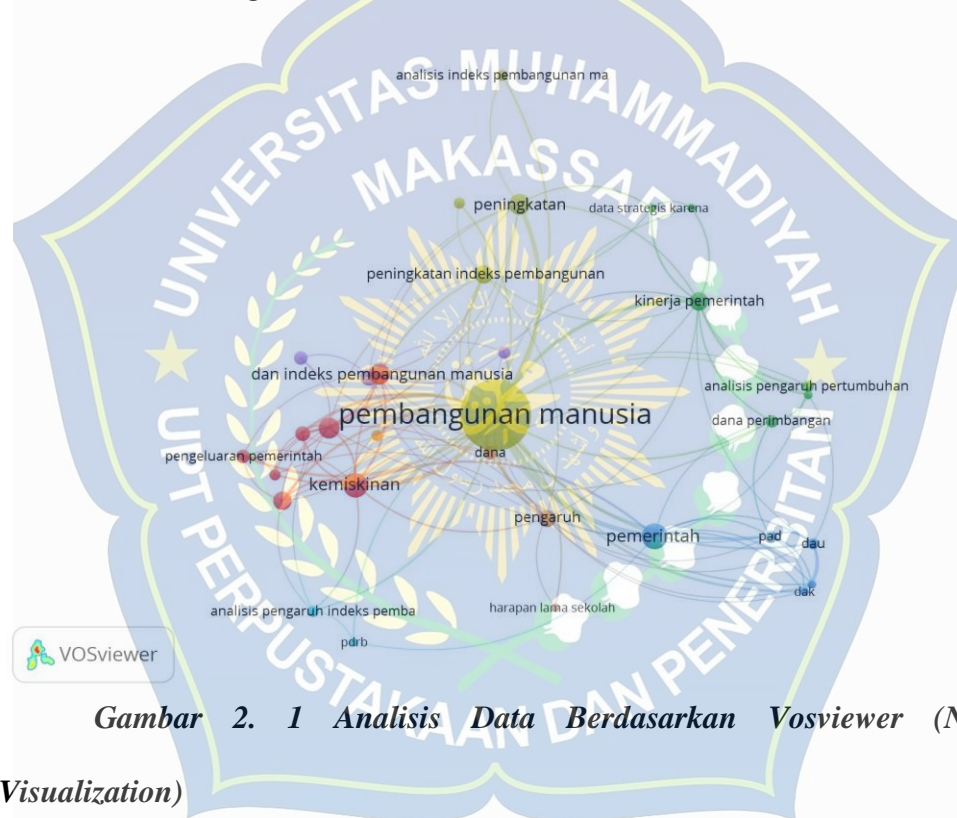 analisis indeks pembangunan ma
UNIVERSITAS MUHAMMADIYAH
MAKASSAR
peningkatan
data strategis karena
peningkatan indeks pembangunan
kinerja pemerintah
dan indeks pembangunan manusia
analisis pengaruh pertumbuhan
pembangunan manusia
dana perimbangan
dana
pengeluaran pemerintah
kemiskinan
pengaruh
pemerintah
pad
dau
dak
analisis pengaruh indeks pemba
harapan lama sekolah
pdrb
UPT PERPUSTAKAAN DAN PENERBITAN
VOSviewer
Gambar 2. 1 Analisis Data Berdasarkan Vosviewer (N
Visualization)